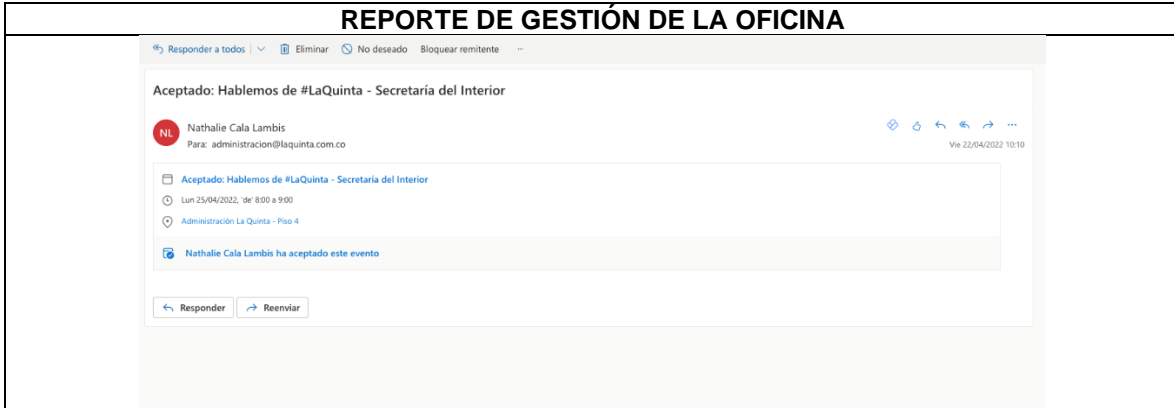 REPORTE DE GESTIÓN DE LA OFICINA
Responder a todos Eliminar No deseado Bloquear remitente ...
Aceptado: Hablemos de #LaQuinta - Secretaría del Interior
NL
Nathalie Cala Lambis
Para: administracion@laquinta.com.co
Vie 22/04/2022 10:10
Aceptado: Hablemos de #LaQuinta - Secretaría del Interior
Lun 25/04/2022, 'de' 8:00 a 9:00
Administración La Quinta - Piso 4
Nathalie Cala Lambis ha aceptado este evento
Responder Reenviar